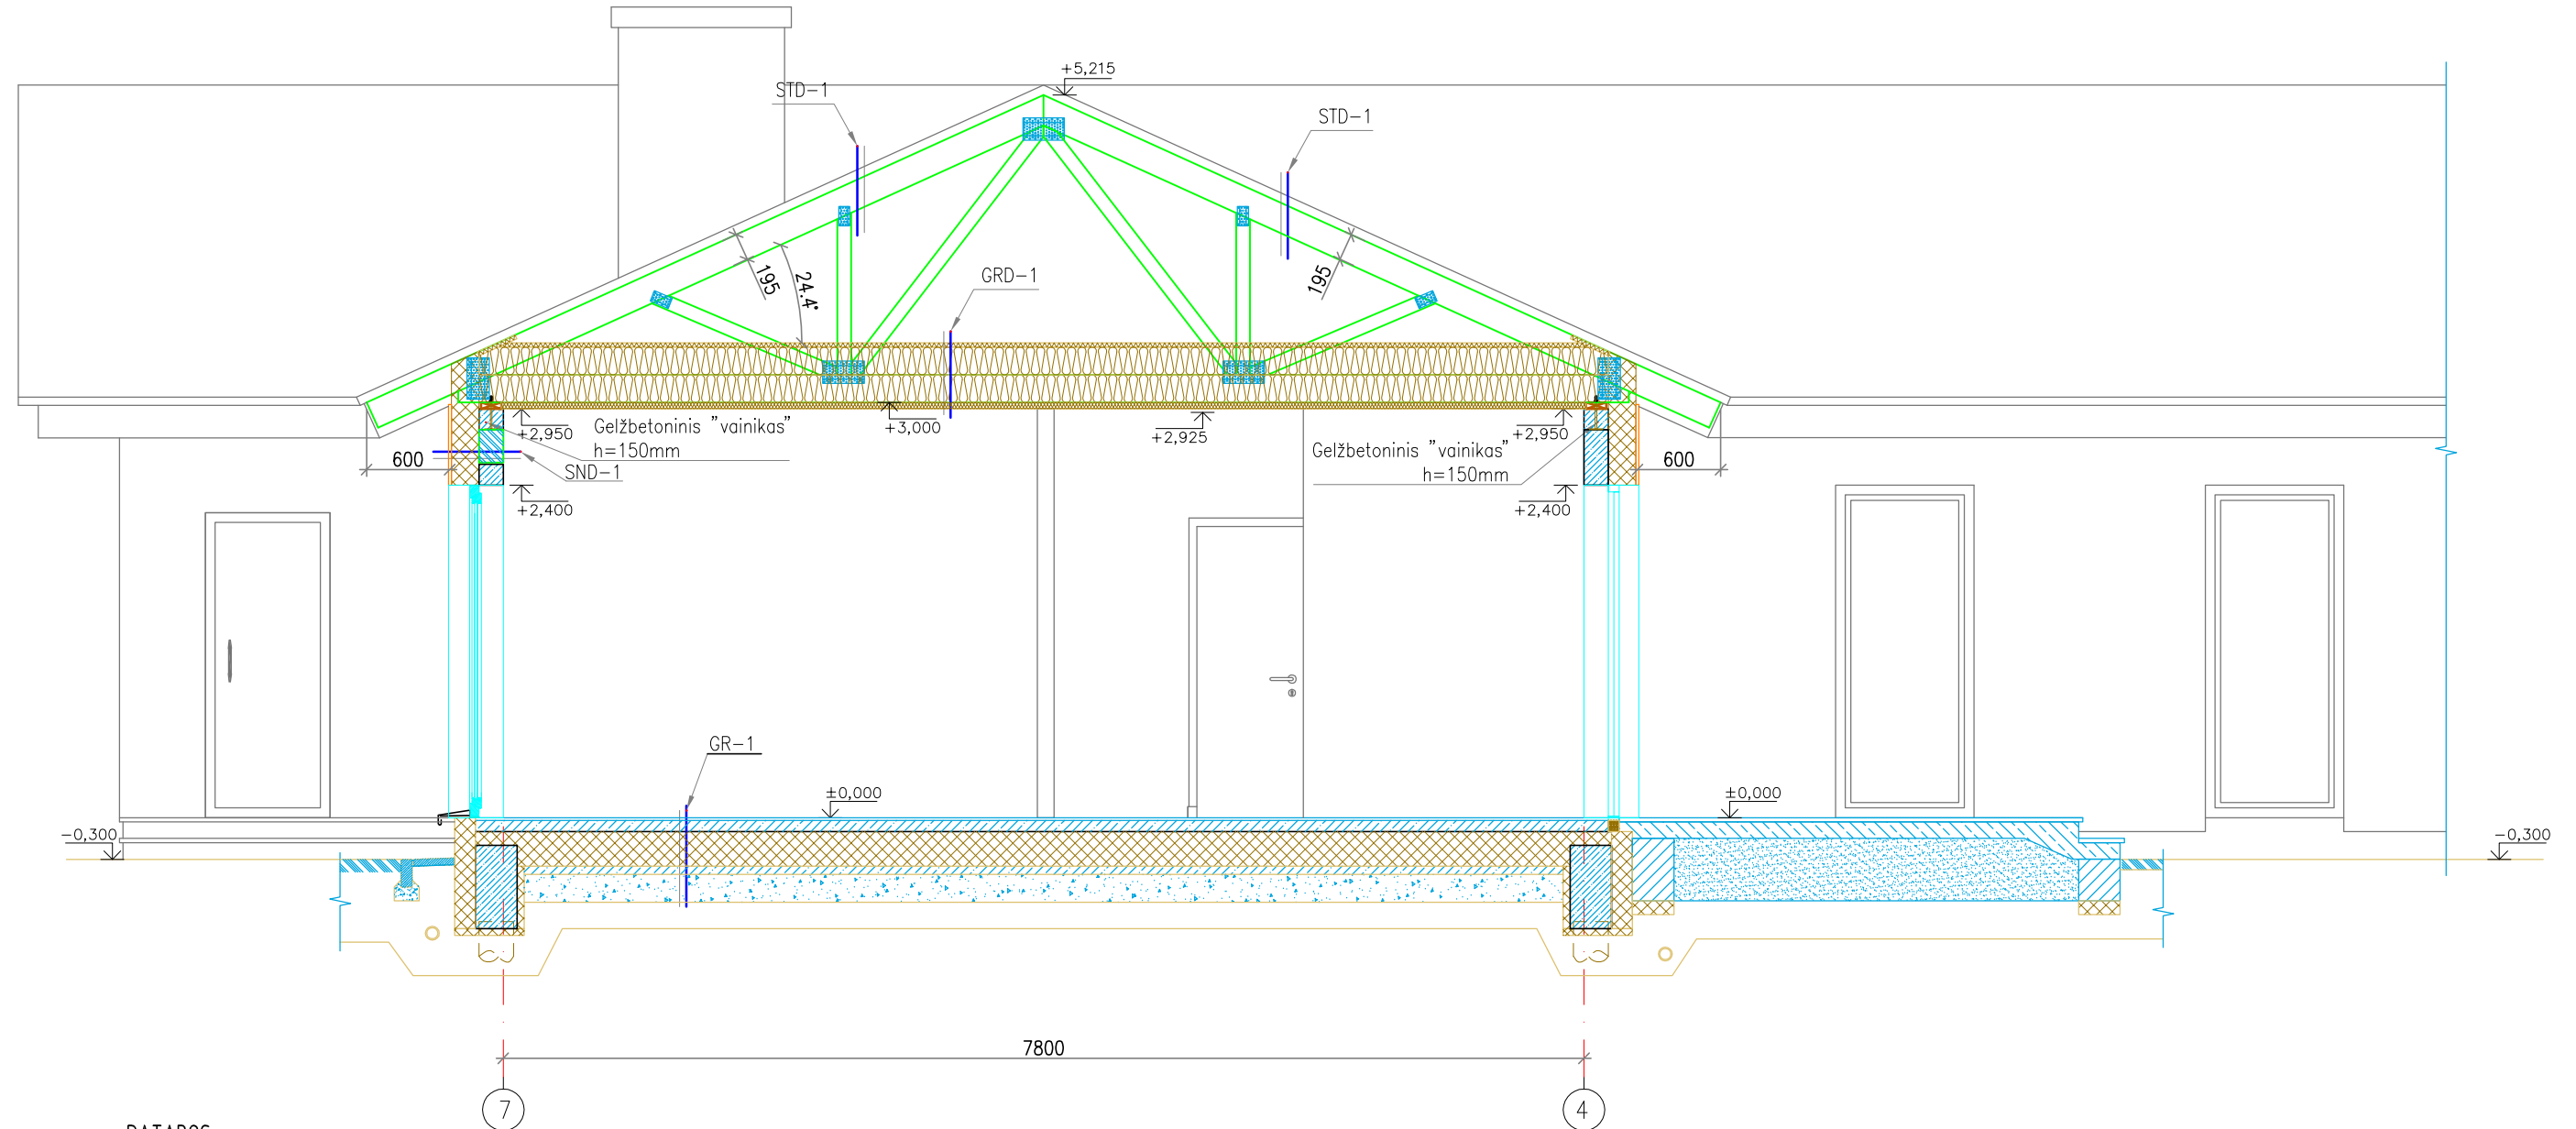 +5,215
STD-1
STD-1
195
24.4°
195
GRD-1
+2,950
Gelžbetoninis "vainikas"
h=150mm
+3,000
+2,925
+2,950
Gelžbetoninis "vainikas"
h=150mm
600
600
SND-1
+2,400
+2,400
GR-1
±0,000
±0,000
-0,300
-0,300
7800
7
4